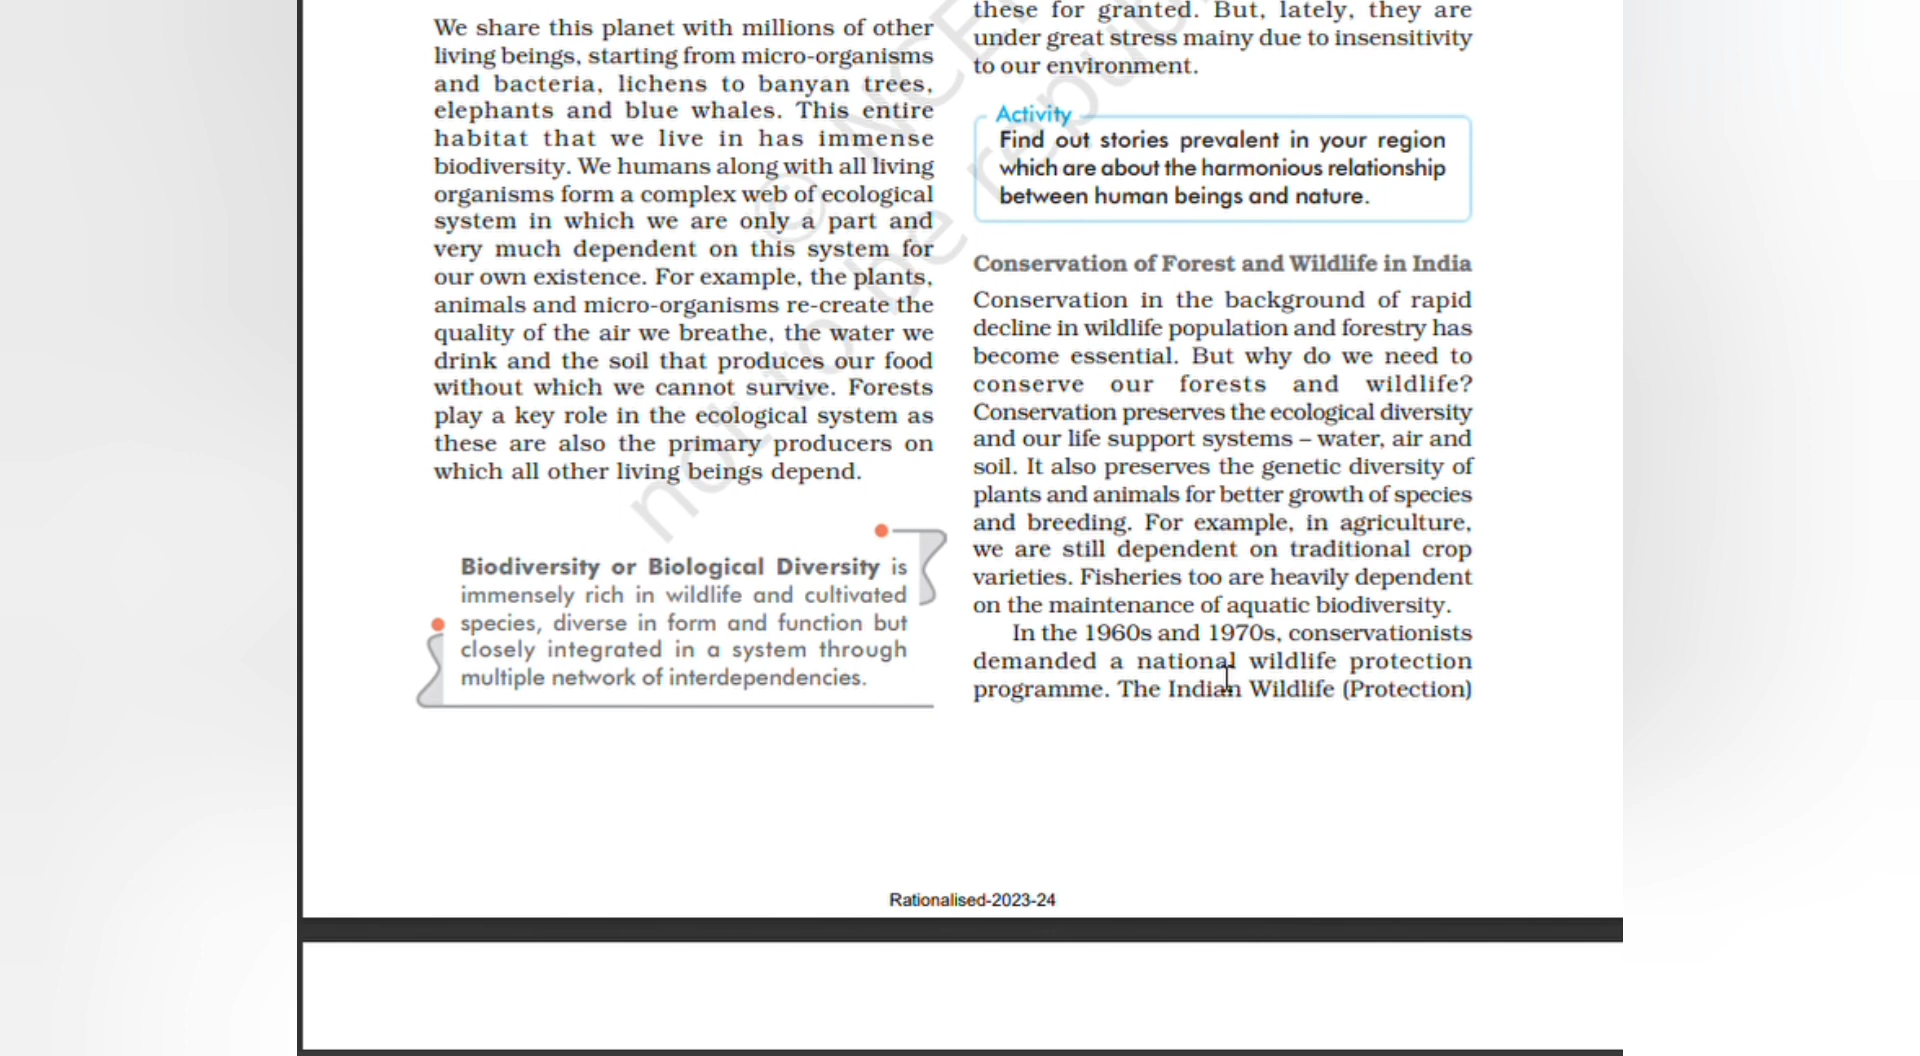 We share this planet with millions of other
living beings, starting from micro-organisms
and bacteria, lichens to banyan trees,
elephants and blue whales. This entire
habitat that we live in has immense
biodiversity. We humans along with all living
organisms form a complex web of ecological
system in which we are only a part and
very much dependent on this system for
our own existence. For example, the plants,
animals and micro-organisms re-create the
quality of the air we breathe, the water we
drink and the soil that produces our food
without which we cannot survive. Forests
play a key role in the ecological system as
these are also the primary producers on
which all other living beings depend.
Biodiversity or Biological Diversity is
immensely rich in wildlife and cultivated
species, diverse in form and function but
closely integrated in a system through
multiple network of interdependencies.
these for granted. But, lately, they are
under great stress mainy due to insensitivity
to our environment.
Activity
Find out stories prevalent in your region
which are about the harmonious relationship
between human beings and nature.
Conservation of Forest and Wildlife in India
Conservation in the background of rapid
decline in wildlife population and forestry has
become essential. But why do we need to
conserve our forests and wildlife?
Conservation preserves the ecological diversity
and our life support systems – water, air and
soil. It also preserves the genetic diversity of
plants and animals for better growth of species
and breeding. For example, in agriculture,
we are still dependent on traditional crop
varieties. Fisheries too are heavily dependent
on the maintenance of aquatic biodiversity.
In the 1960s and 1970s, conservationists
demanded a national wildlife protection
programme. The Indian Wildlife (Protection)
© NCE
not to be repub
Rationalised-2023-24